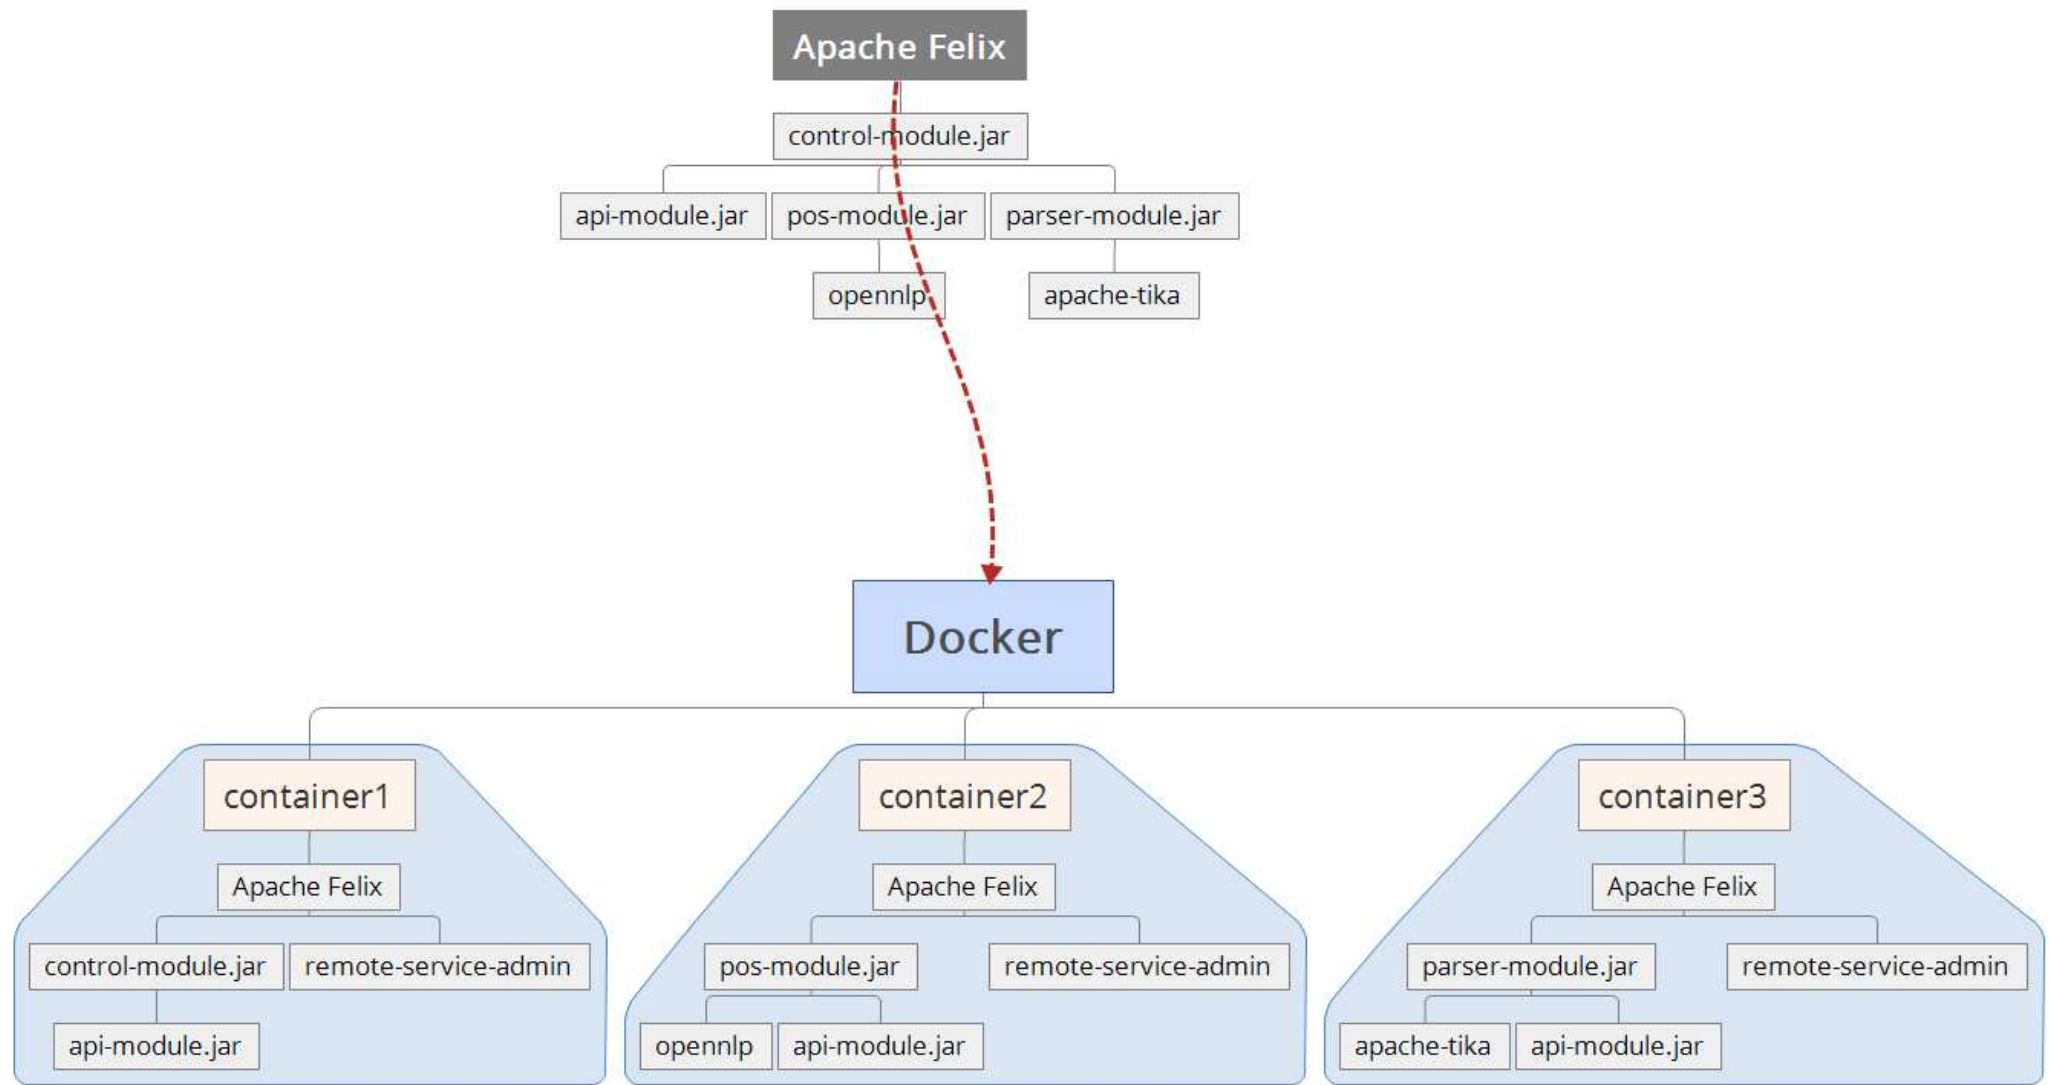 Apache Felix
control-module.jar
api-module.jar
pos-module.jar
parser-module.jar
opennlp
apache-tika
Docker
container1
container2
container3
Apache Felix
Apache Felix
Apache Felix
control-module.jar
remote-service-admin
pos-module.jar
remote-service-admin
parser-module.jar
remote-service-admin
api-module.jar
opennlp
api-module.jar
apache-tika
api-module.jar